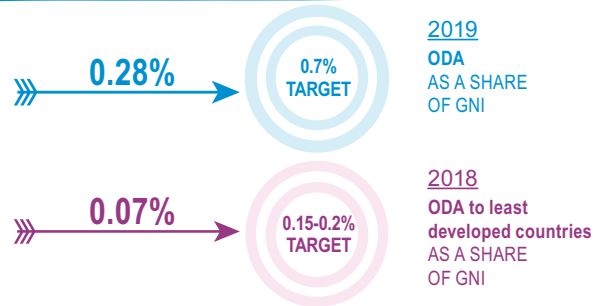 0.28%
0.7%
TARGET
2019
ODA
AS A SHARE
OF GNI
0.07%
0.15-0.2%
TARGET
2018
ODA to least
developed countries
AS A SHARE
OF GNI